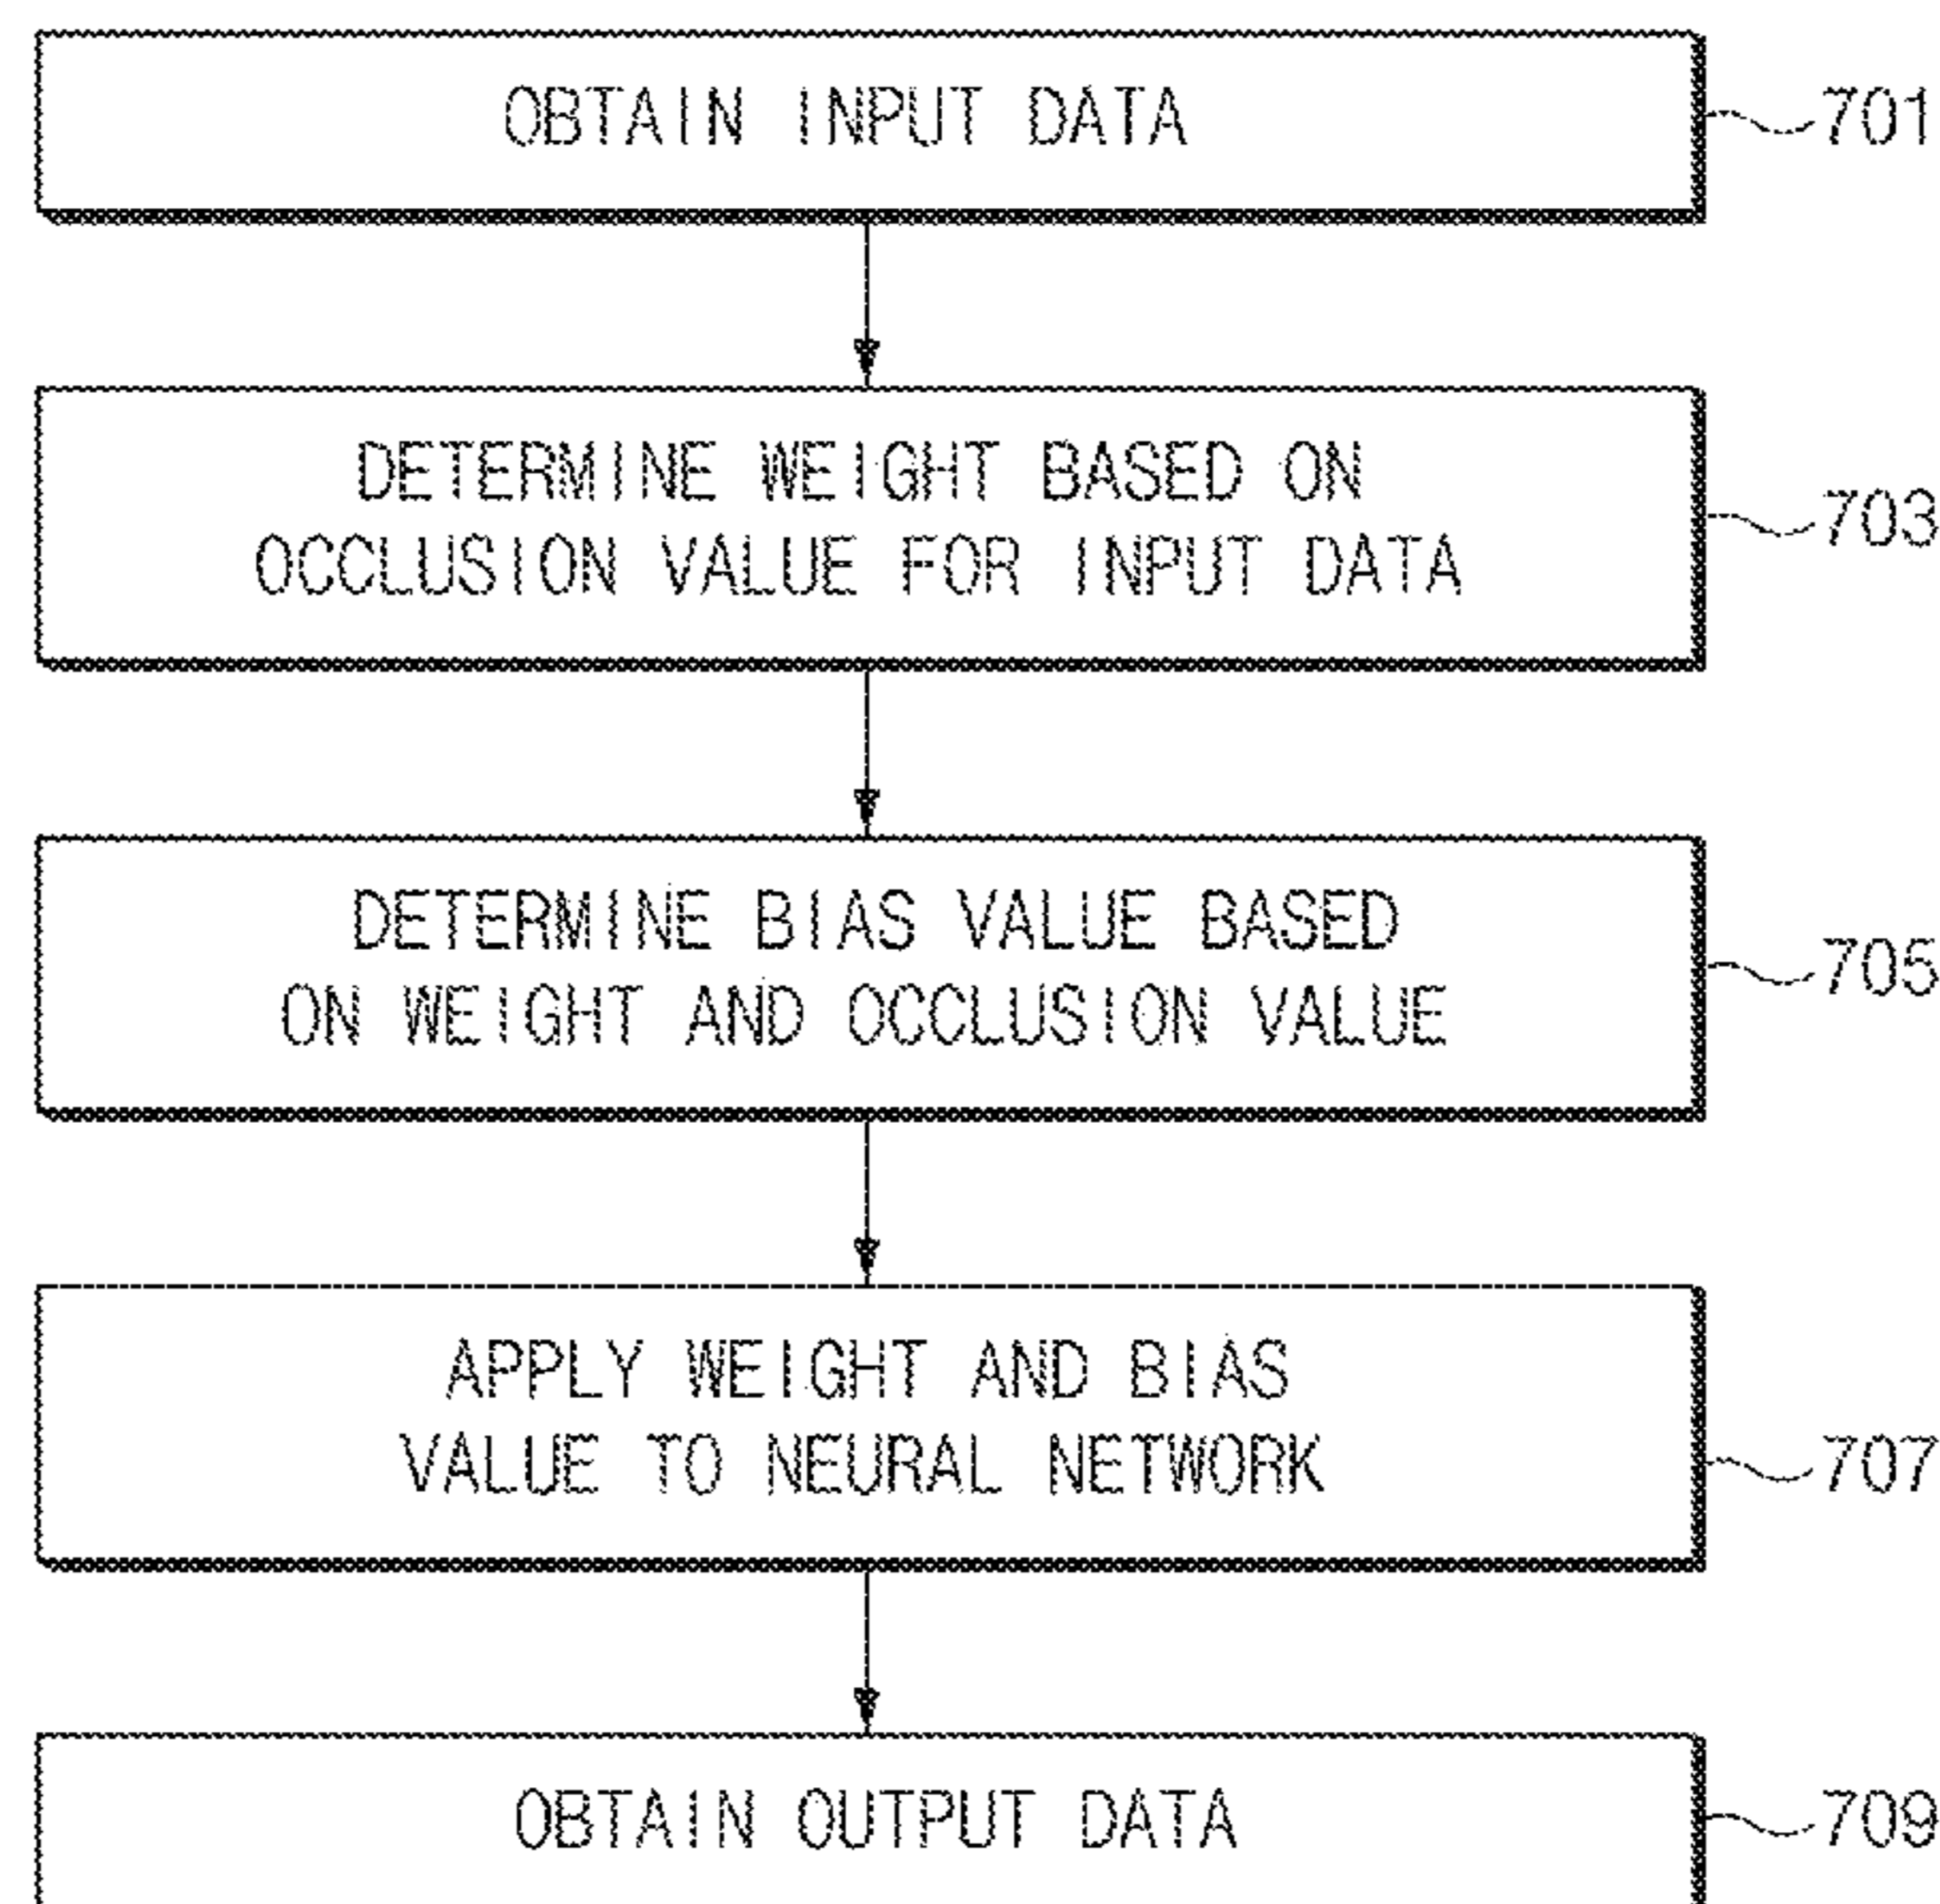 OBTAIN INPUT DATA
701
DETERMINE WEIGHT BASED ON
OCCLUSION VALUE FOR INPUT DATA
703
DETERMINE BIAS VALUE BASED
ON WEIGHT AND OCCLUSION VALUE
705
APPLY WEIGHT AND BIAS
VALUE TO NEURAL NETWORK
707
OBTAIN OUTPUT DATA
709